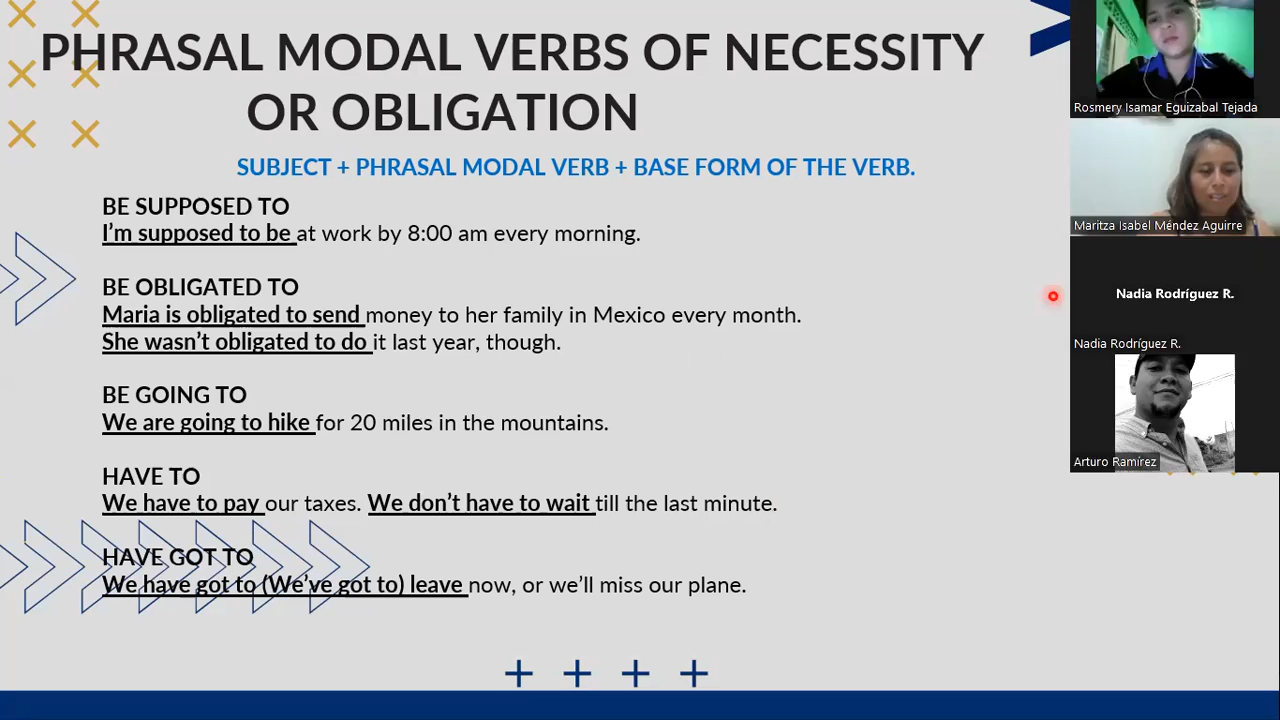 PHRASAL MODAL VERBS OF NECESSITY
OR OBLIGATION
SUBJECT + PHRASAL MODAL VERB + BASE FORM OF THE VERB.
BE SUPPOSED TO
I'm supposed to be at work by 8:00 am every morning.
BE OBLIGATED TO
Maria is obligated to send money to her family in Mexico every month.
She wasn't obligated to do it last year, though.
BE GOING TO
We are going to hike for 20 miles in the mountains.
HAVE TO
We have to pay our taxes. We don't have to wait till the last minute.
HAVE GOT TO
We have got to (We've got to) leave now, or we'll miss our plane.
Rosmery Isamar Eguizabal Tejada
Maritza Isabel Méndez Aguirre
Nadia Rodríguez R.
Nadia Rodríguez R.
Arturo Ramírez